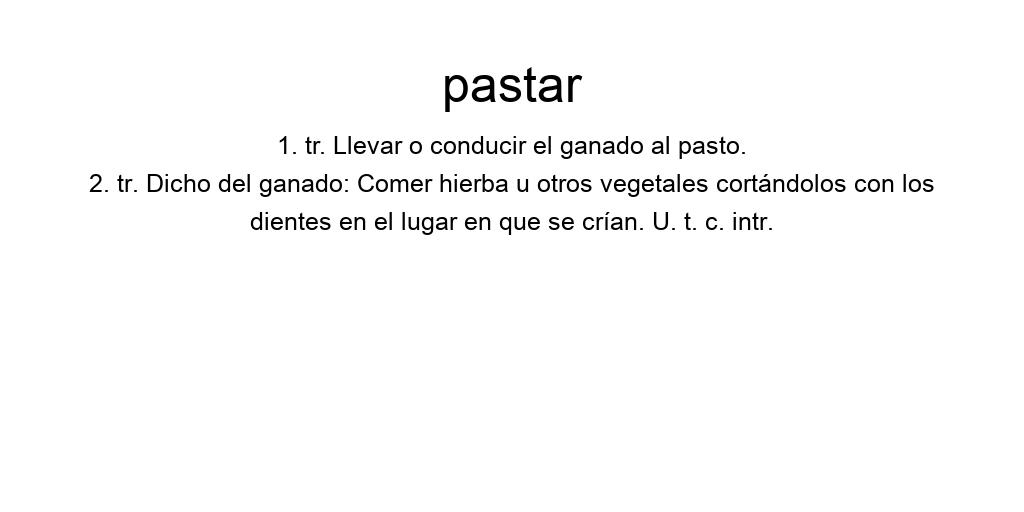 pastar
1. tr. Llevar o conducir el ganado al pasto.
2. tr. Dicho del ganado: Comer hierba u otros vegetales cortándolos con los
dientes en el lugar en que se crían. U. t. c. intr.